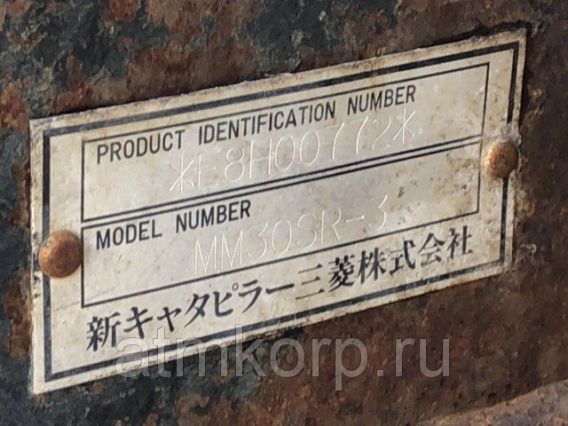 PRODUCT IDENTIFICATION NUMBER
*E8H00772*
MODEL NUMBER
MM30SR-3
新キャタピラー三菱株式会社
atmkorp.ru